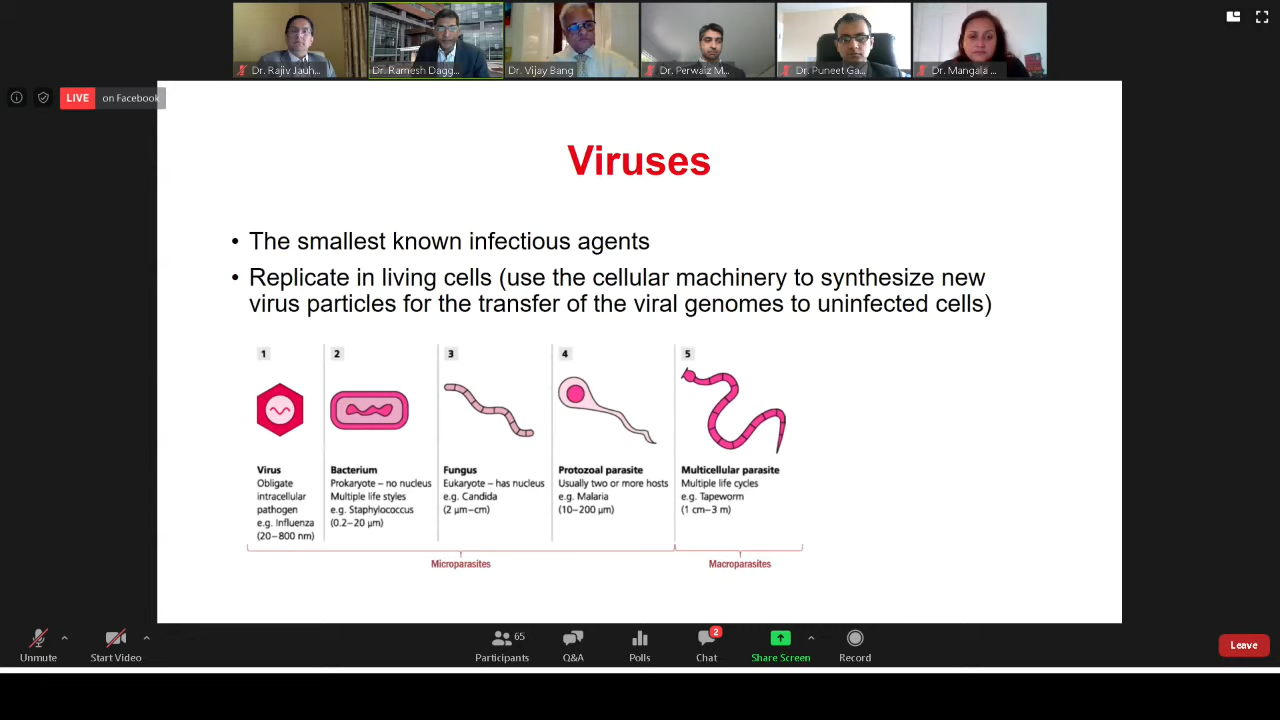 Dr. Rajiv Jauh...
Dr. Ramesh Dagg...
Dr. Vijay Bang
Dr. Perwaiz M...
Dr. Puneet Ga...
Dr. Mangala ...
LIVE on Facebook
Viruses
• The smallest known infectious agents
• Replicate in living cells (use the cellular machinery to synthesize new
virus particles for the transfer of the viral genomes to uninfected cells)
1
Virus
Obligate
intracellular
pathogen
e.g. Influenza
(20–800 nm)
2
Bacterium
Prokaryote – no nucleus
Multiple life styles
e.g. Staphylococcus
(0.2–20 µm)
3
Fungus
Eukaryote – has nucleus
e.g. Candida
(2 µm–cm)
4
Protozoal parasite
Usually two or more hosts
e.g. Malaria
(10–200 µm)
5
Multicellular parasite
Multiple life cycles
e.g. Tapeworm
(1 cm–3 m)
Microparasites
Macroparasites
Unmute
Start Video
65
Participants
Q&A
Polls
2
Chat
Share Screen
Record
Leave